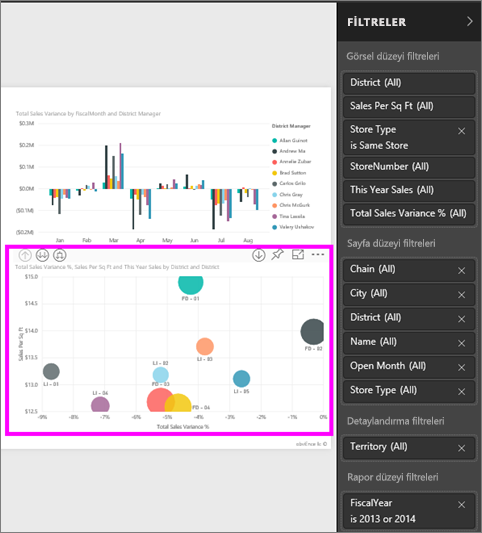 FİLTRELER
Görsel düzeyi filtreleri
District (All)
Sales Per Sq Ft (All)
Store Type
is Same Store
StoreNumber (All)
This Year Sales (All)
Total Sales Variance % (All)
Sayfa düzeyi filtreleri
Chain (All)
City (All)
District (All)
Name (All)
Open Month (All)
Store Type (All)
Detaylandırma filtreleri
Territory (All)
Rapor düzeyi filtreleri
FiscalYear
is 2013 or 2014
Total Sales Variance by FiscalMonth and District Manager
$0.3M
$0.2M
$0.1M
$0.0M
($0.1M)
($0.2M)
Jan Feb Mar Apr May Jun Jul Aug
District Manager
Allan Guinot
Andrew Ma
Annelie Zubar
Brad Sutton
Carlos Grilo
Chris Gray
Chris McGurk
Tina Lassila
Valery Ushakov
Total Sales Variance %, Sales Per Sq Ft and This Year Sales by District and District
Sales Per Sq Ft
$15.0
$14.5
$14.0
$13.5
$13.0
$12.5
FD - 01
FD - 02
LI - 03
LI - 02
FD - 03
LI - 01
LI - 04
LI - 05
FD - 04
-9% -8% -7% -6% -5% -4% -3% -2% -1% 0%
Total Sales Variance %